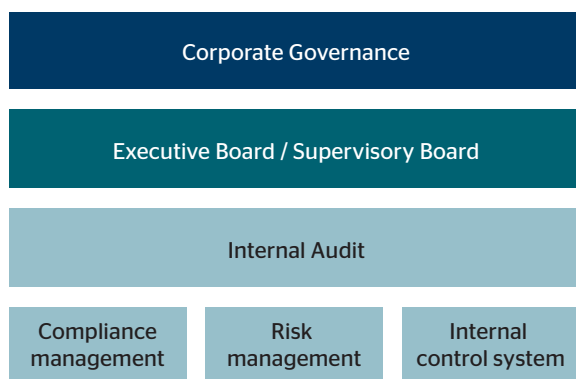 Corporate Governance
Executive Board / Supervisory Board
Internal Audit
Compliance
management
Risk
management
Internal
control system